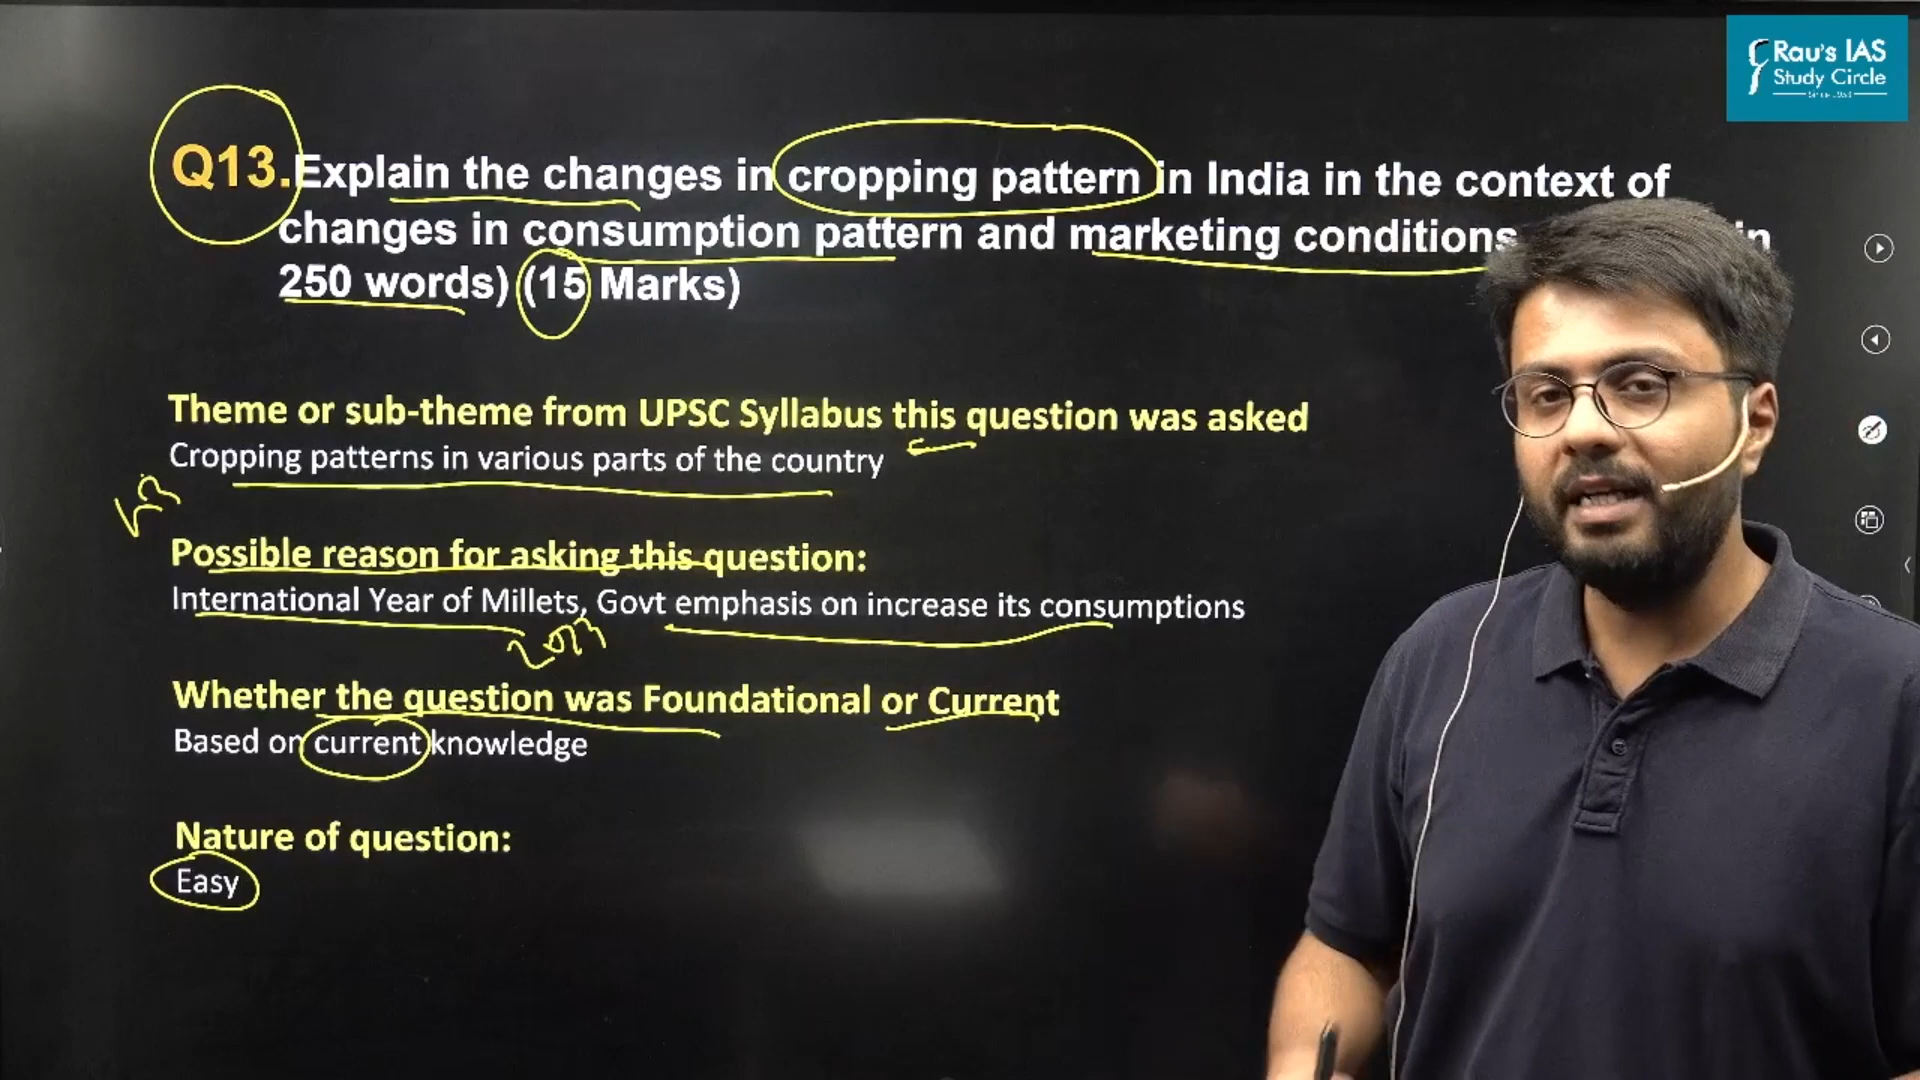 Rau's IAS
Study Circle
Q13. Explain the changes in cropping pattern in India in the context of
changes in consumption pattern and marketing conditions in
250 words) (15 Marks)
Theme or sub-theme from UPSC Syllabus this question was asked
Cropping patterns in various parts of the country
Possible reason for asking this question:
International Year of Millets, Govt emphasis on increase its consumptions
2023
Whether the question was Foundational or Current
Based on current knowledge
Nature of question:
Easy